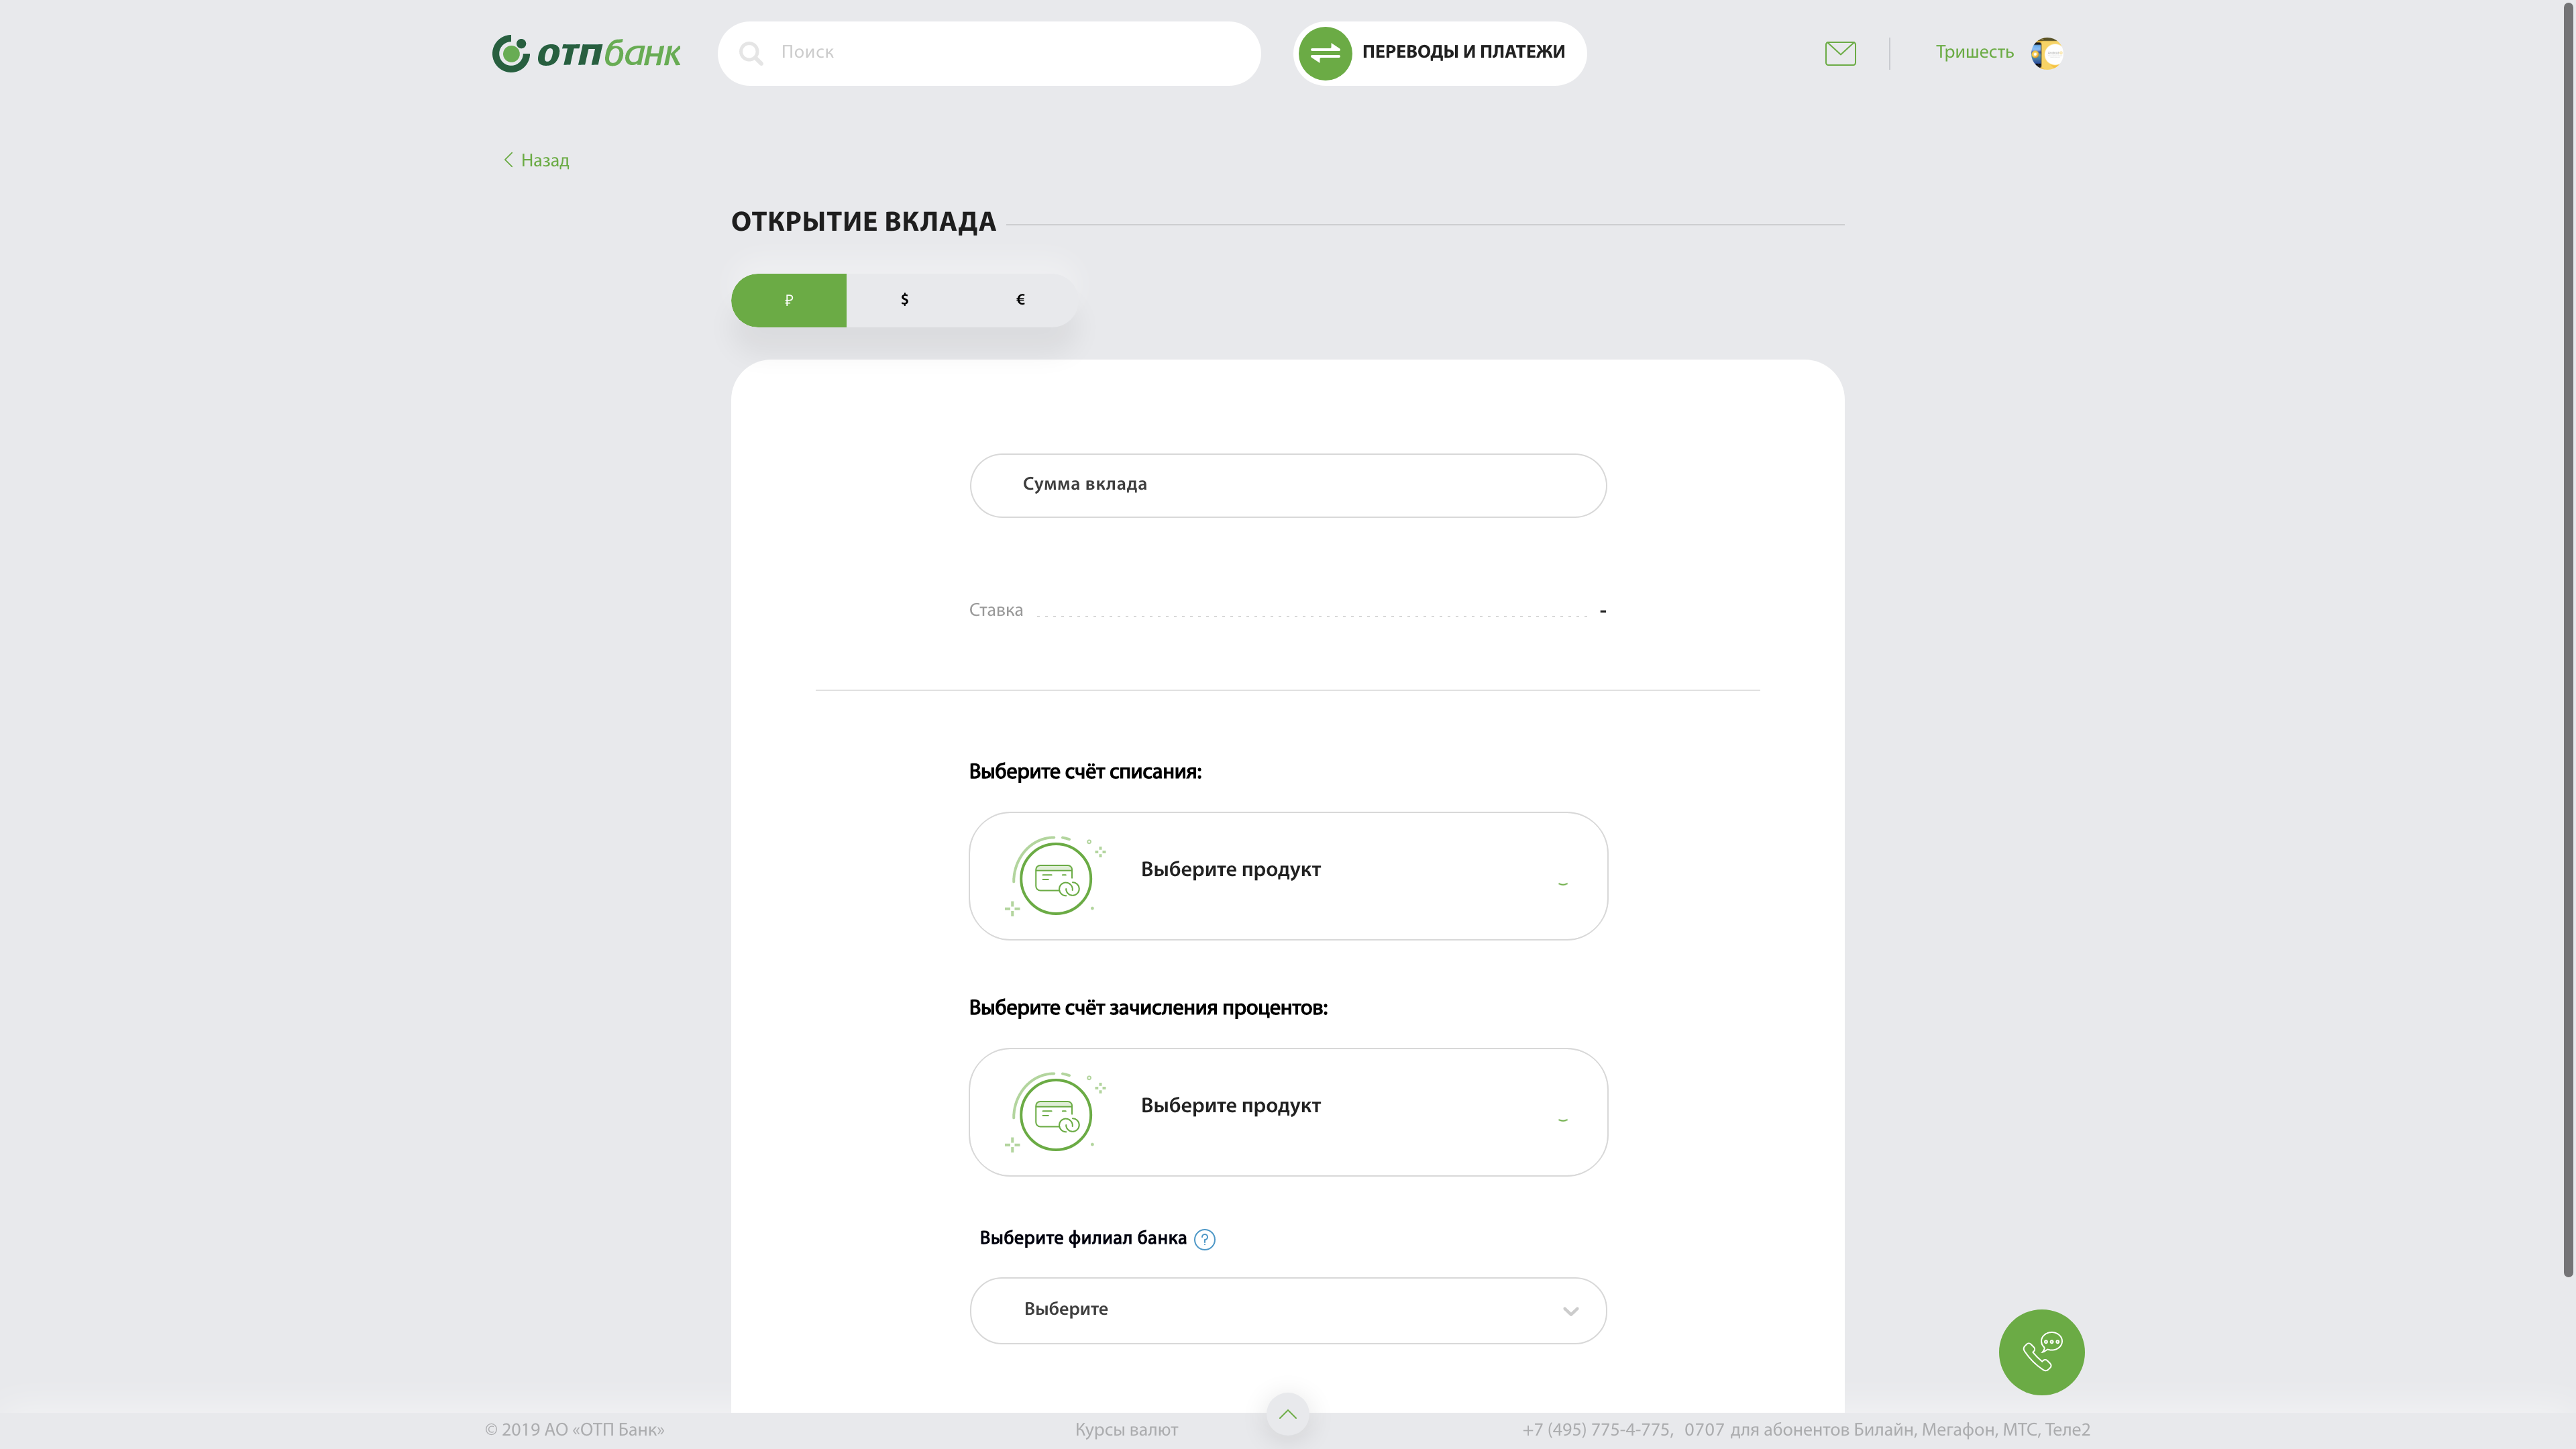 отпбанк
Поиск
ПЕРЕВОДЫ И ПЛАТЕЖИ
Тришесть
Назад
ОТКРЫТИЕ ВКЛАДА
₽ $ €
Сумма вклада
Ставка -
Выберите счёт списания:
Выберите продукт
Выберите счёт зачисления процентов:
Выберите продукт
Выберите филиал банка ?
Выберите
© 2019 АО «ОТП Банк» Курсы валют +7 (495) 775-4-775, 0707 для абонентов Билайн, Мегафон, МТС, Теле2